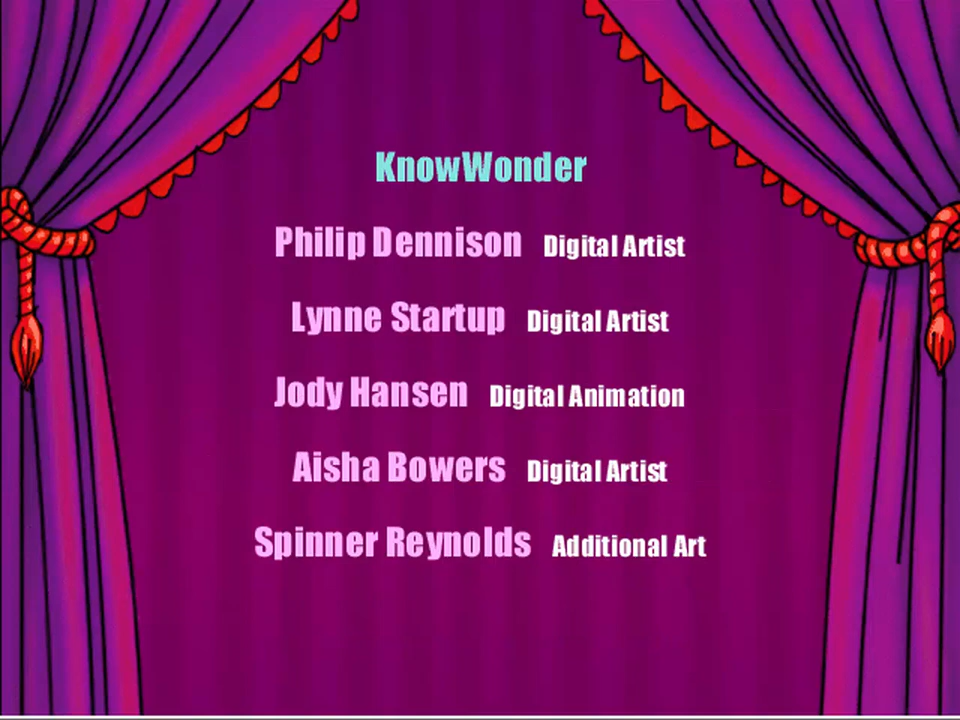 KnowWonder
Philip Dennison Digital Artist
Lynne Startup Digital Artist
Jody Hansen Digital Animation
Aisha Bowers Digital Artist
Spinner Reynolds Additional Art